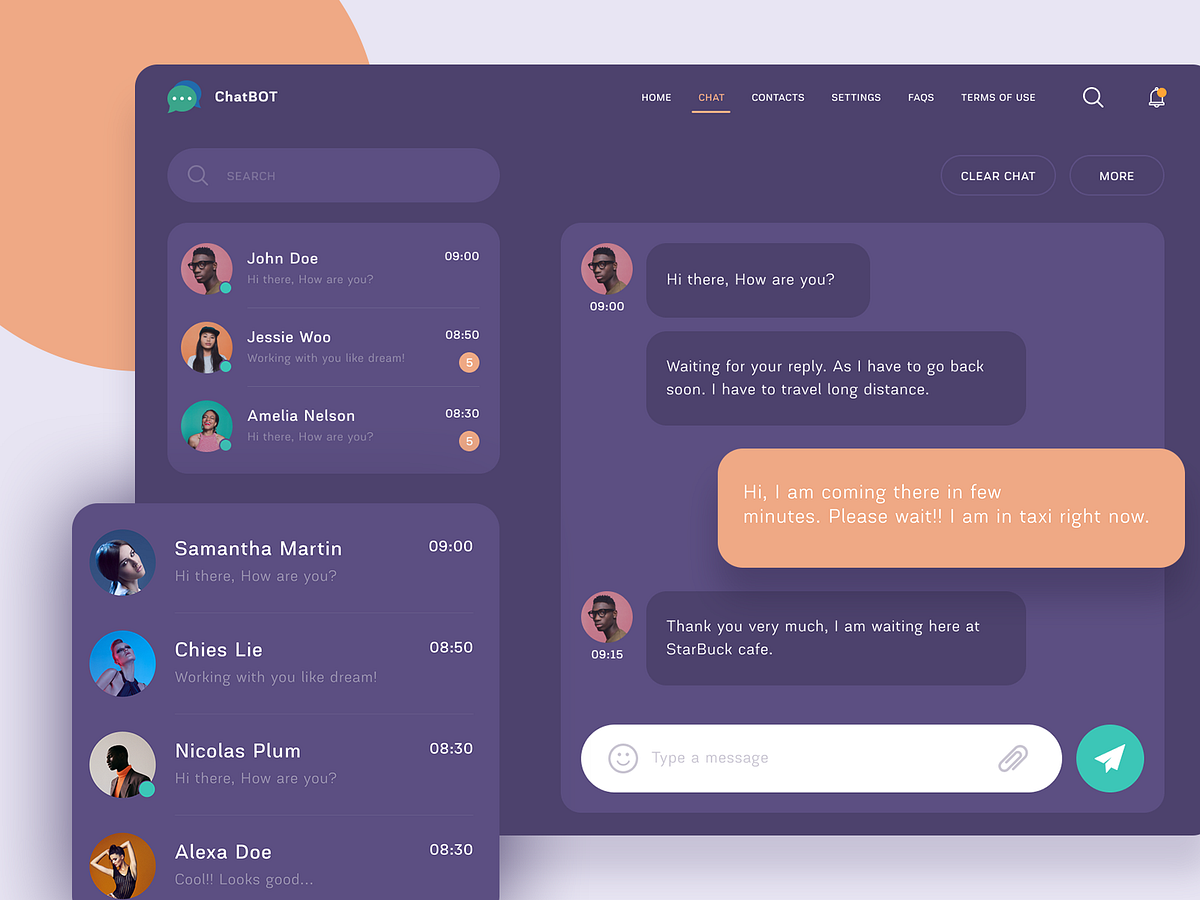 ChatBOT
HOME CHAT CONTACTS SETTINGS FAQS TERMS OF USE
SEARCH
CLEAR CHAT MORE
John Doe 09:00
Hi there, How are you?
Jessie Woo 08:50
Working with you like dream! 5
Amelia Nelson 08:30
Hi there, How are you? 5
Samantha Martin 09:00
Hi there, How are you?
Chies Lie 08:50
Working with you like dream!
Nicolas Plum 08:30
Hi there, How are you?
Alexa Doe 08:30
Cool!! Looks good...
Hi there, How are you?
09:00
Waiting for your reply. As I have to go back
soon. I have to travel long distance.
Hi, I am coming there in few
minutes. Please wait!! I am in taxi right now.
Thank you very much, I am waiting here at
StarBuck cafe.
09:15
Type a message